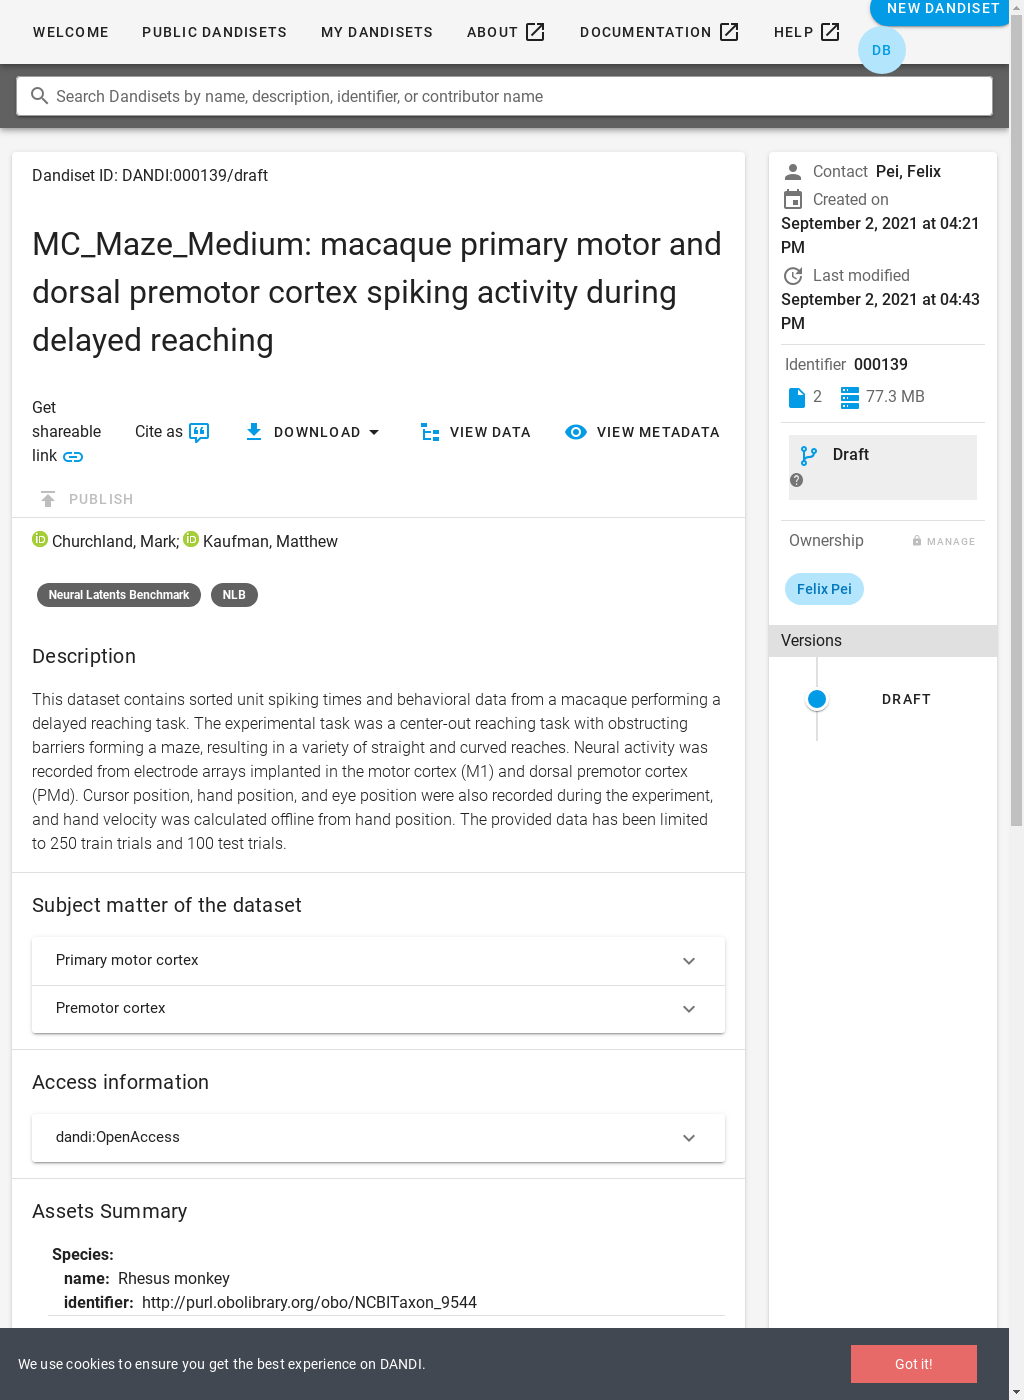 WELCOME PUBLIC DANDISETS MY DANDISETS ABOUT DOCUMENTATION HELP NEW DANDISET
DB
Search Dandisets by name, description, identifier, or contributor name
Dandiset ID: DANDI:000139/draft
MC_Maze_Medium: macaque primary motor and
dorsal premotor cortex spiking activity during
delayed reaching
Get
shareable
link
Cite as
DOWNLOAD
VIEW DATA
VIEW METADATA
PUBLISH
Churchland, Mark; Kaufman, Matthew
Neural Latents Benchmark NLB
Description
This dataset contains sorted unit spiking times and behavioral data from a macaque performing a
delayed reaching task. The experimental task was a center-out reaching task with obstructing
barriers forming a maze, resulting in a variety of straight and curved reaches. Neural activity was
recorded from electrode arrays implanted in the motor cortex (M1) and dorsal premotor cortex
(PMd). Cursor position, hand position, and eye position were also recorded during the experiment,
and hand velocity was calculated offline from hand position. The provided data has been limited
to 250 train trials and 100 test trials.
Subject matter of the dataset
Primary motor cortex
Premotor cortex
Access information
dandi:OpenAccess
Assets Summary
Species:
name: Rhesus monkey
identifier: http://purl.obolibrary.org/obo/NCBITaxon_9544
Contact Pei, Felix
Created on
September 2, 2021 at 04:21
PM
Last modified
September 2, 2021 at 04:43
PM
Identifier 000139
2 77.3 MB
Draft
Ownership MANAGE
Felix Pei
Versions
DRAFT
We use cookies to ensure you get the best experience on DANDI.
Got it!